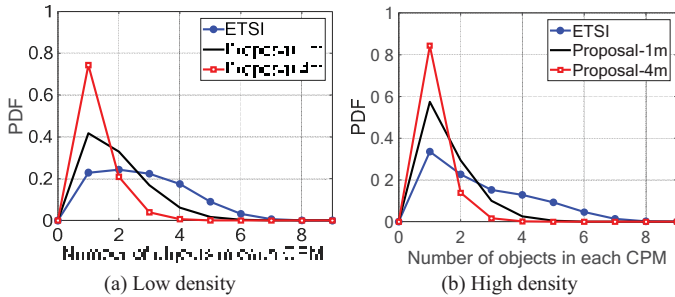 1
0.8
0.6
0.4
0.2
0
PDF
0 2 4 6 8
ETSI
(a) Low density
1
0.8
0.6
0.4
0.2
0
PDF
0 2 4 6 8
Number of objects in each CPM
ETSI
Proposal-1m
Proposal-4m
(b) High density